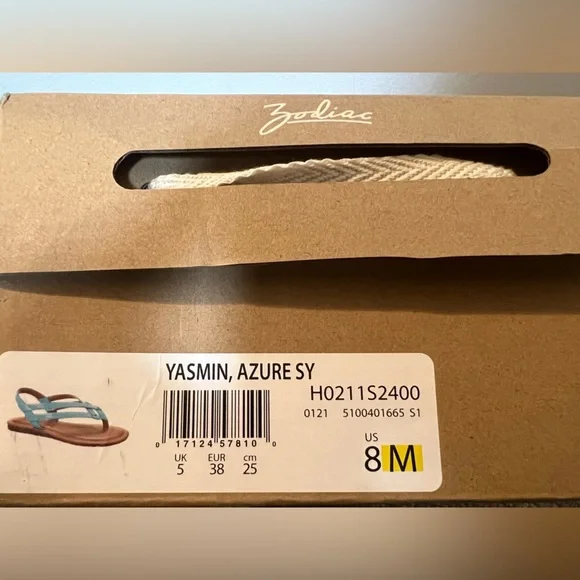 Zodiac
YASMIN, AZURE SY
H0211S2400
0121 5100401665 S1
0 17124 57810 0
UK EUR cm
5 38 25
US
8 M